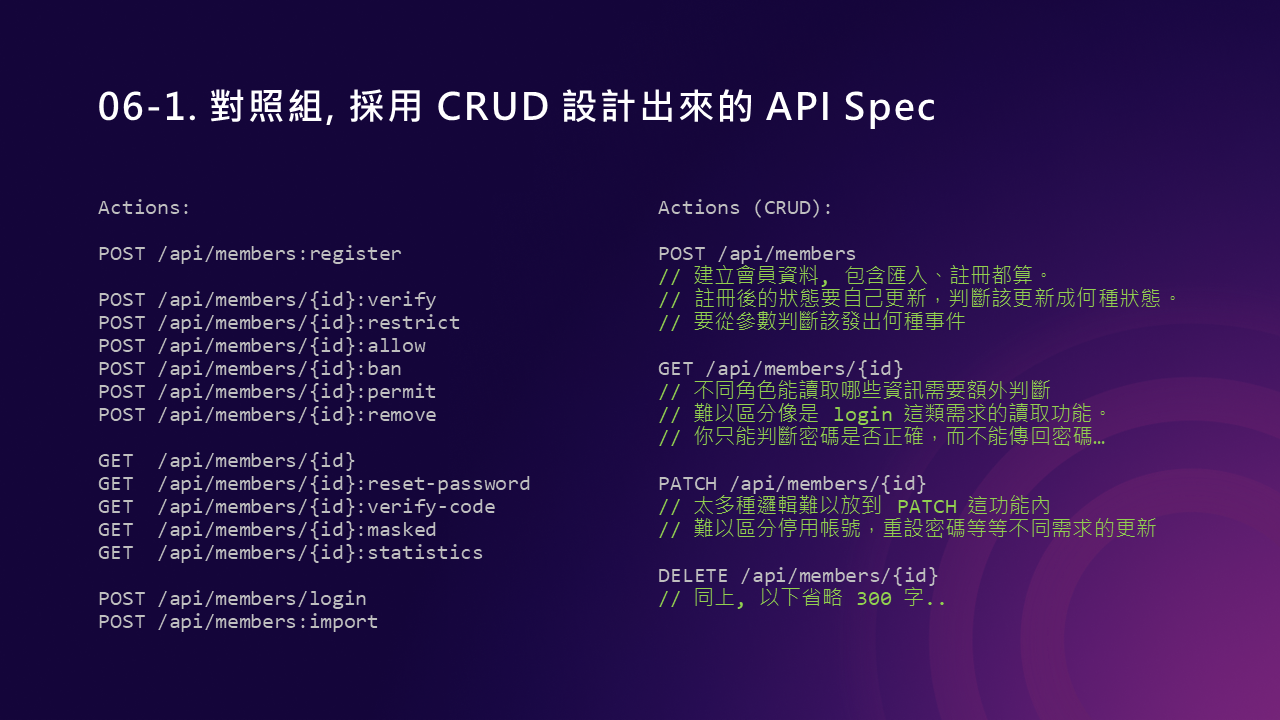 06-1. 對照組, 採用 CRUD 設計出來的 API Spec
Actions:
POST /api/members:register
POST /api/members/{id}:verify
POST /api/members/{id}:restrict
POST /api/members/{id}:allow
POST /api/members/{id}:ban
POST /api/members/{id}:permit
POST /api/members/{id}:remove
GET  /api/members/{id}
GET  /api/members/{id}:reset-password
GET  /api/members/{id}:verify-code
GET  /api/members/{id}:masked
GET  /api/members/{id}:statistics
POST /api/members/login
POST /api/members:import
Actions (CRUD):
POST /api/members
// 建立會員資料, 包含匯入、註冊都算。
// 註冊後的狀態要自己更新，判斷該更新成何種狀態。
// 要從參數判斷該發出何種事件
GET /api/members/{id}
// 不同角色能讀取哪些資訊需要額外判斷
// 難以區分像是 login 這類需求的讀取功能。
// 你只能判斷密碼是否正確，而不能傳回密碼…
PATCH /api/members/{id}
// 太多種邏輯難以放到 PATCH 這功能內
// 難以區分停用帳號，重設密碼等等不同需求的更新
DELETE /api/members/{id}
// 同上, 以下省略 300 字..